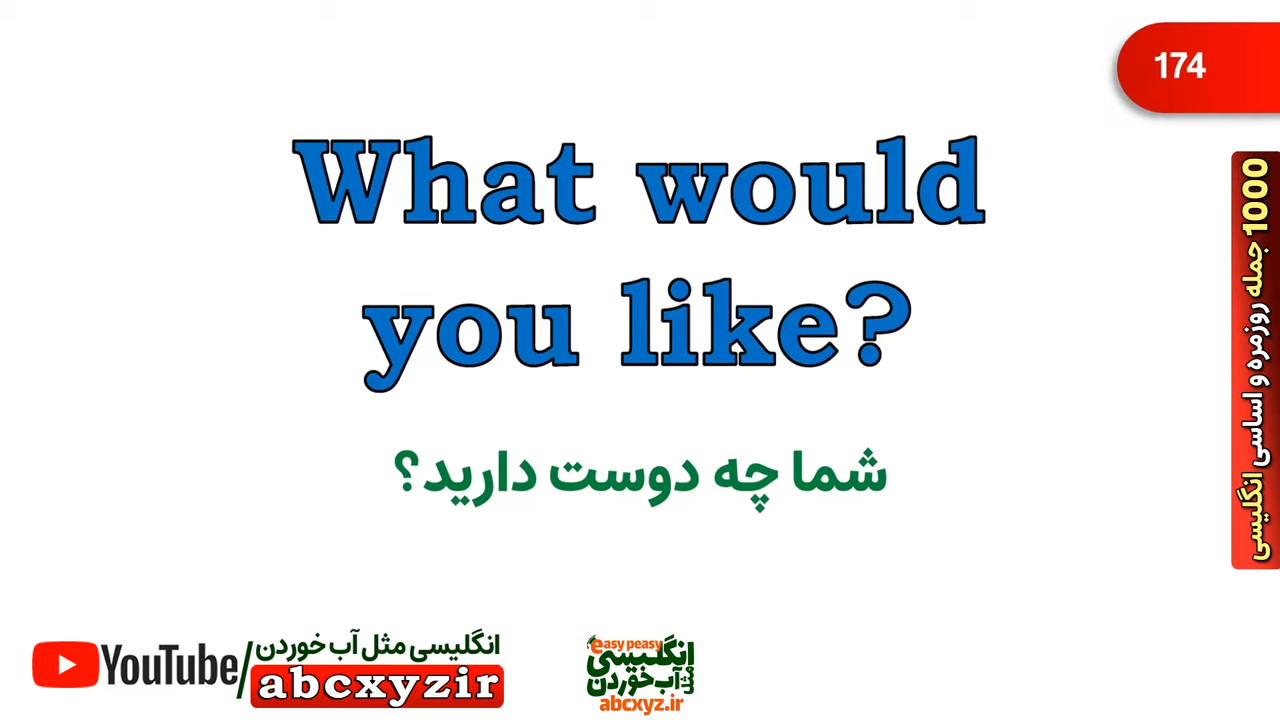 174
What would
you like?
شما چه دوست دارید؟
1000 جمله روزمره و اساسی انگلیسی
YouTube/
انگلیسی مثل آب خوردن
abcxyzir
easy peasy
انگلیسی
مثل آب خوردن
abcxyz.ir